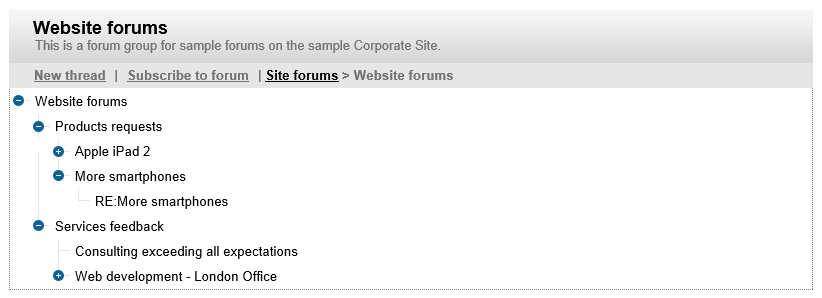 Website forums
This is a forum group for sample forums on the sample Corporate Site.
New thread | Subscribe to forum | Site forums > Website forums
Website forums
Products requests
Apple iPad 2
More smartphones
RE:More smartphones
Services feedback
Consulting exceeding all expectations
Web development - London Office